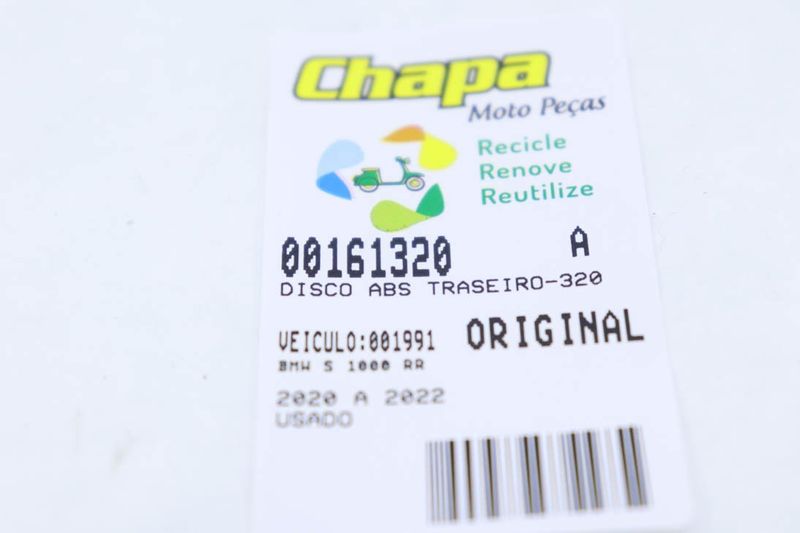 Chapa
Moto Peças
Recicle
Renove
Reutilize
00161320 A
DISCO ABS TRASEIRO-320
VEICULO:001991 ORIGINAL
BMW S 1000 RR
2020 A 2022
USADO